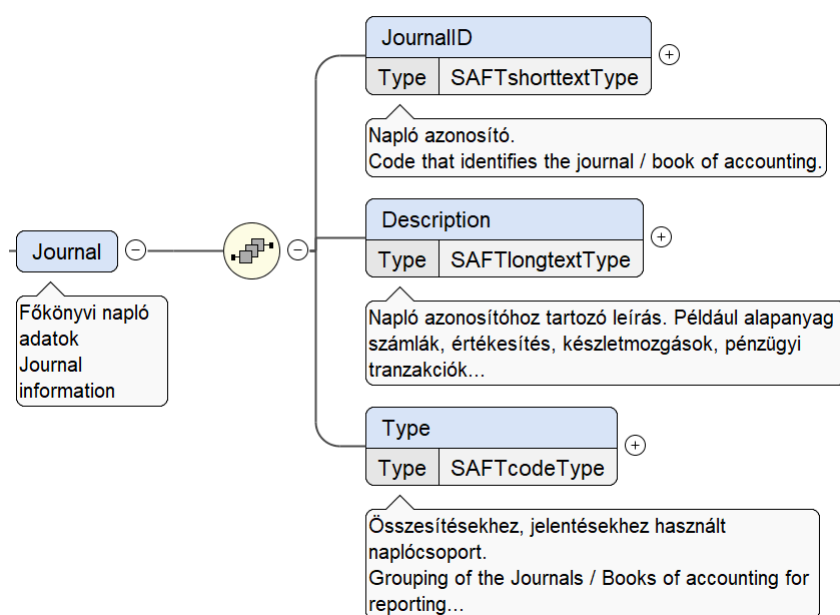 JournalID
Type SAFTshorttextType
Napló azonosító.
Code that identifies the journal / book of accounting.
Journal
Főkönyvi napló
adatok
Journal
information
Description
Type SAFTlongtextType
Napló azonosítóhoz tartozó leírás. Például alapanyag
számlák, értékesítés, készletmozgások, pénzügyi
tranzakciók...
Type
Type SAFTcodeType
Összesítésekhez, jelentésekhez használt
naplócsoport.
Grouping of the Journals / Books of accounting for
reporting...